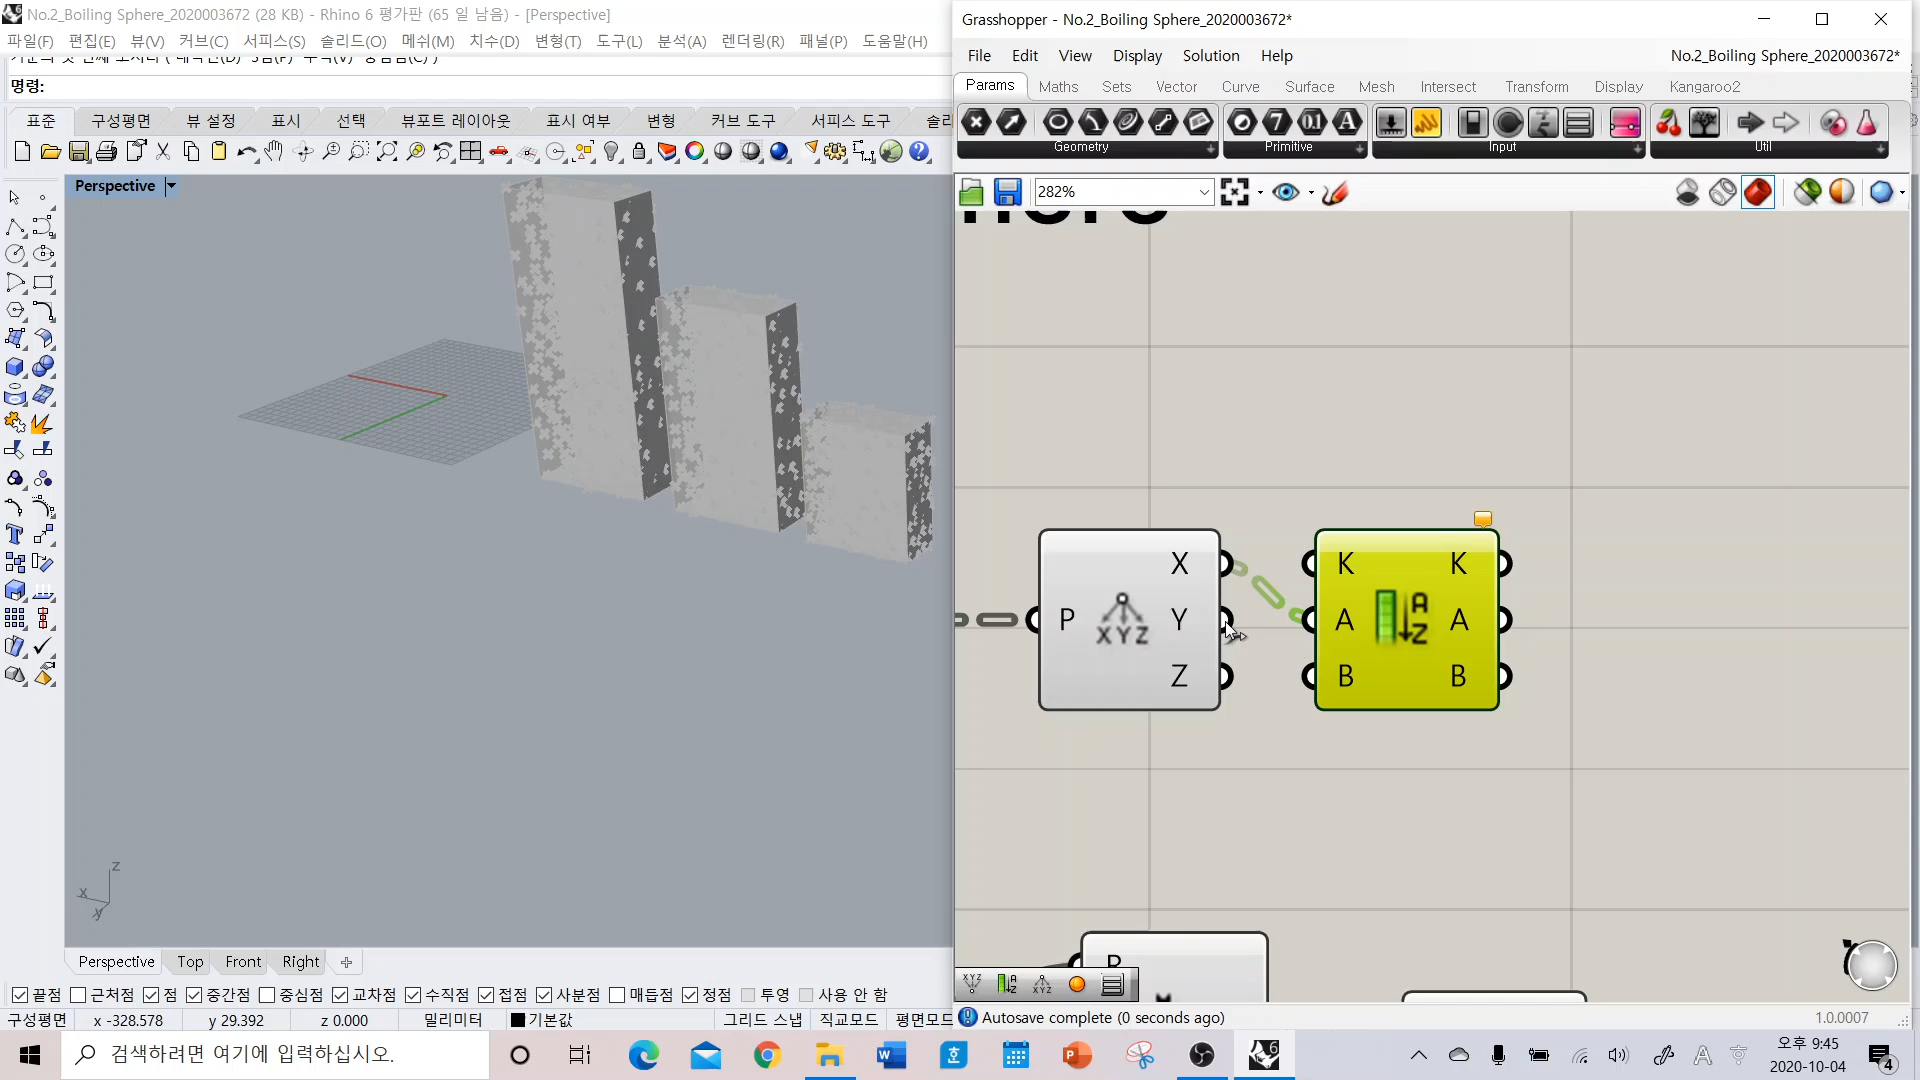 No.2_Boiling Sphere_2020003672 (28 KB) - Rhino 6 평가판 (65 일 남음) - [Perspective]
파일(F) 편집(E) 뷰(V) 커브(C) 서피스(S) 솔리드(O) 메쉬(M) 치수(D) 변형(T) 도구(L) 분석(A) 렌더링(R) 패널(P) 도움말(H)
명령:
표준 구성평면 뷰 설정 표시 선택 뷰포트 레이아웃 표시 여부 변형 커브 도구 서피스 도구 솔리
Perspective
z
x
y
Perspective Top Front Right
끝점 근처점 점 중간점 중심점 교차점 수직점 접점 사분점 매듭점 정점 투영 사용 안 함
구성평면 x -328.578 y 29.392 z 0.000 밀리미터 기본값 그리드 스냅 직교모드 평면모드
Grasshopper - No.2_Boiling Sphere_2020003672*
File Edit View Display Solution Help No.2_Boiling Sphere_2020003672*
Params Maths Sets Vector Curve Surface Mesh Intersect Transform Display Kangaroo2
Geometry Primitive Input Util
282%
P X Y Z
X Y Z
K A B
A Z
K A B
R
Autosave complete (0 seconds ago) 1.0.0007
검색하려면 여기에 입력하십시오.
오후 9:45
2020-10-04
4